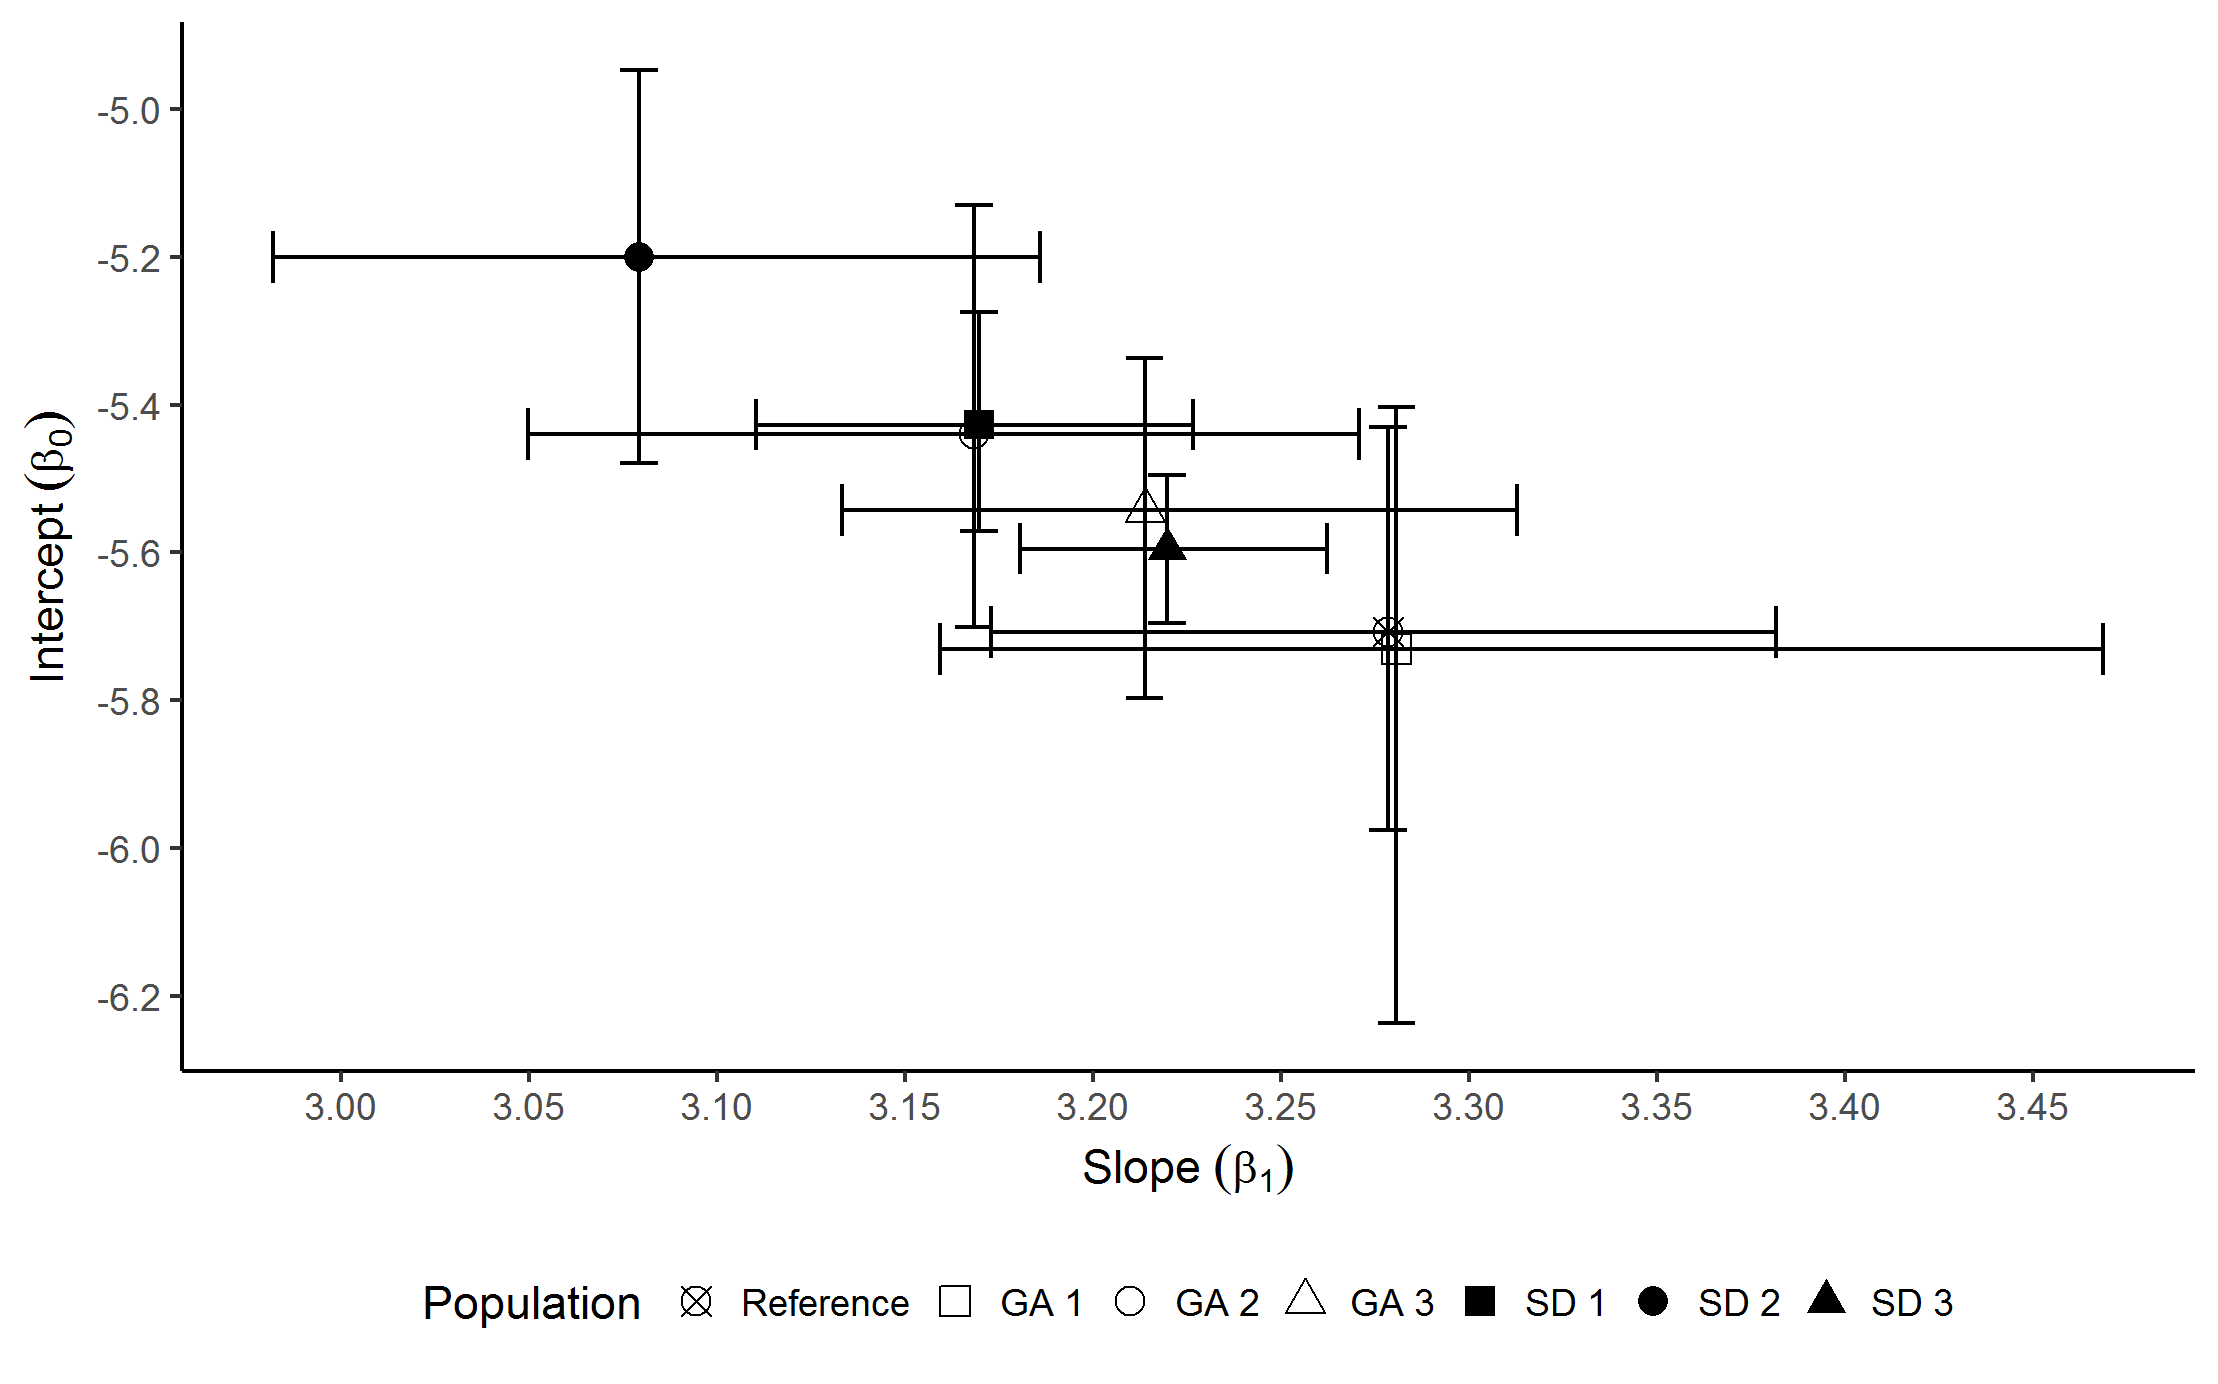 -5.0
-5.2
-5.4
-5.6
-5.8
-6.0
-6.2
Intercept (β0)
3.00 3.05 3.10 3.15 3.20 3.25 3.30 3.35 3.40 3.45
Slope (β1)
Population Reference GA 1 GA 2 GA 3 SD 1 SD 2 SD 3